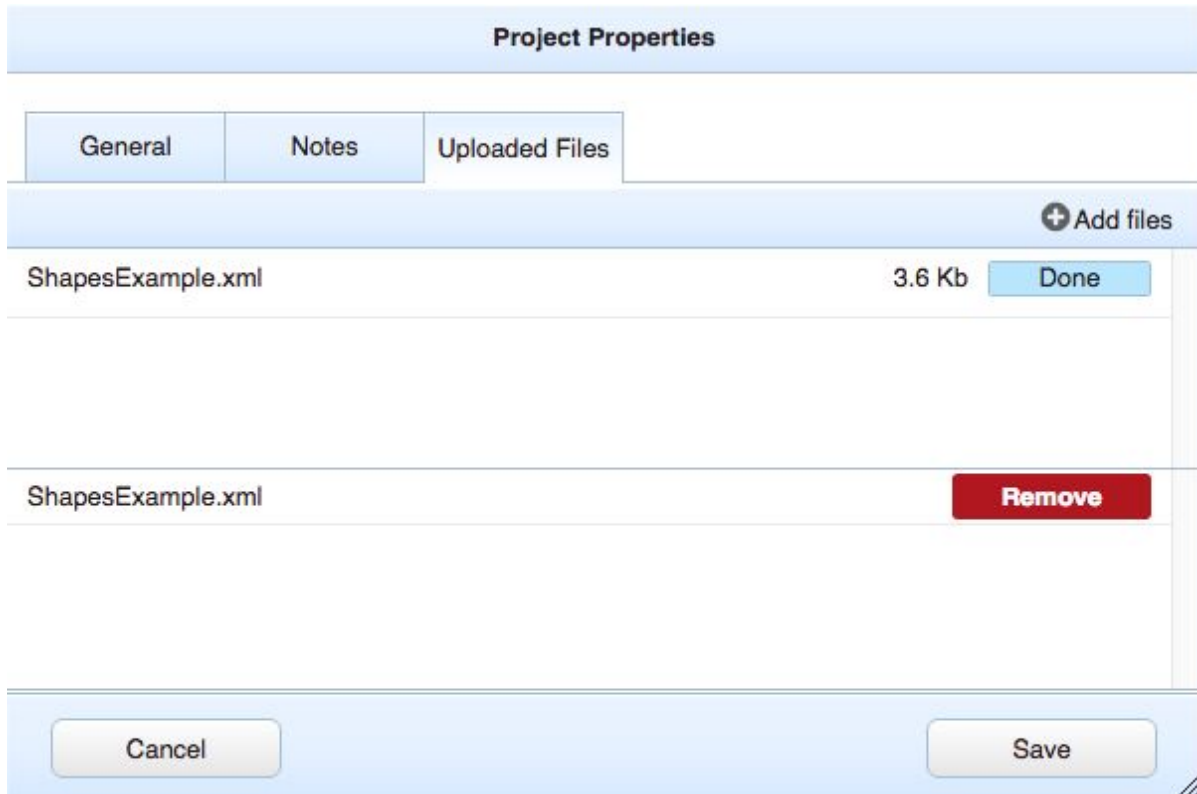 Project Properties
General Notes Uploaded Files
Add files
ShapesExample.xml 3.6 Kb Done
ShapesExample.xml Remove
Cancel Save